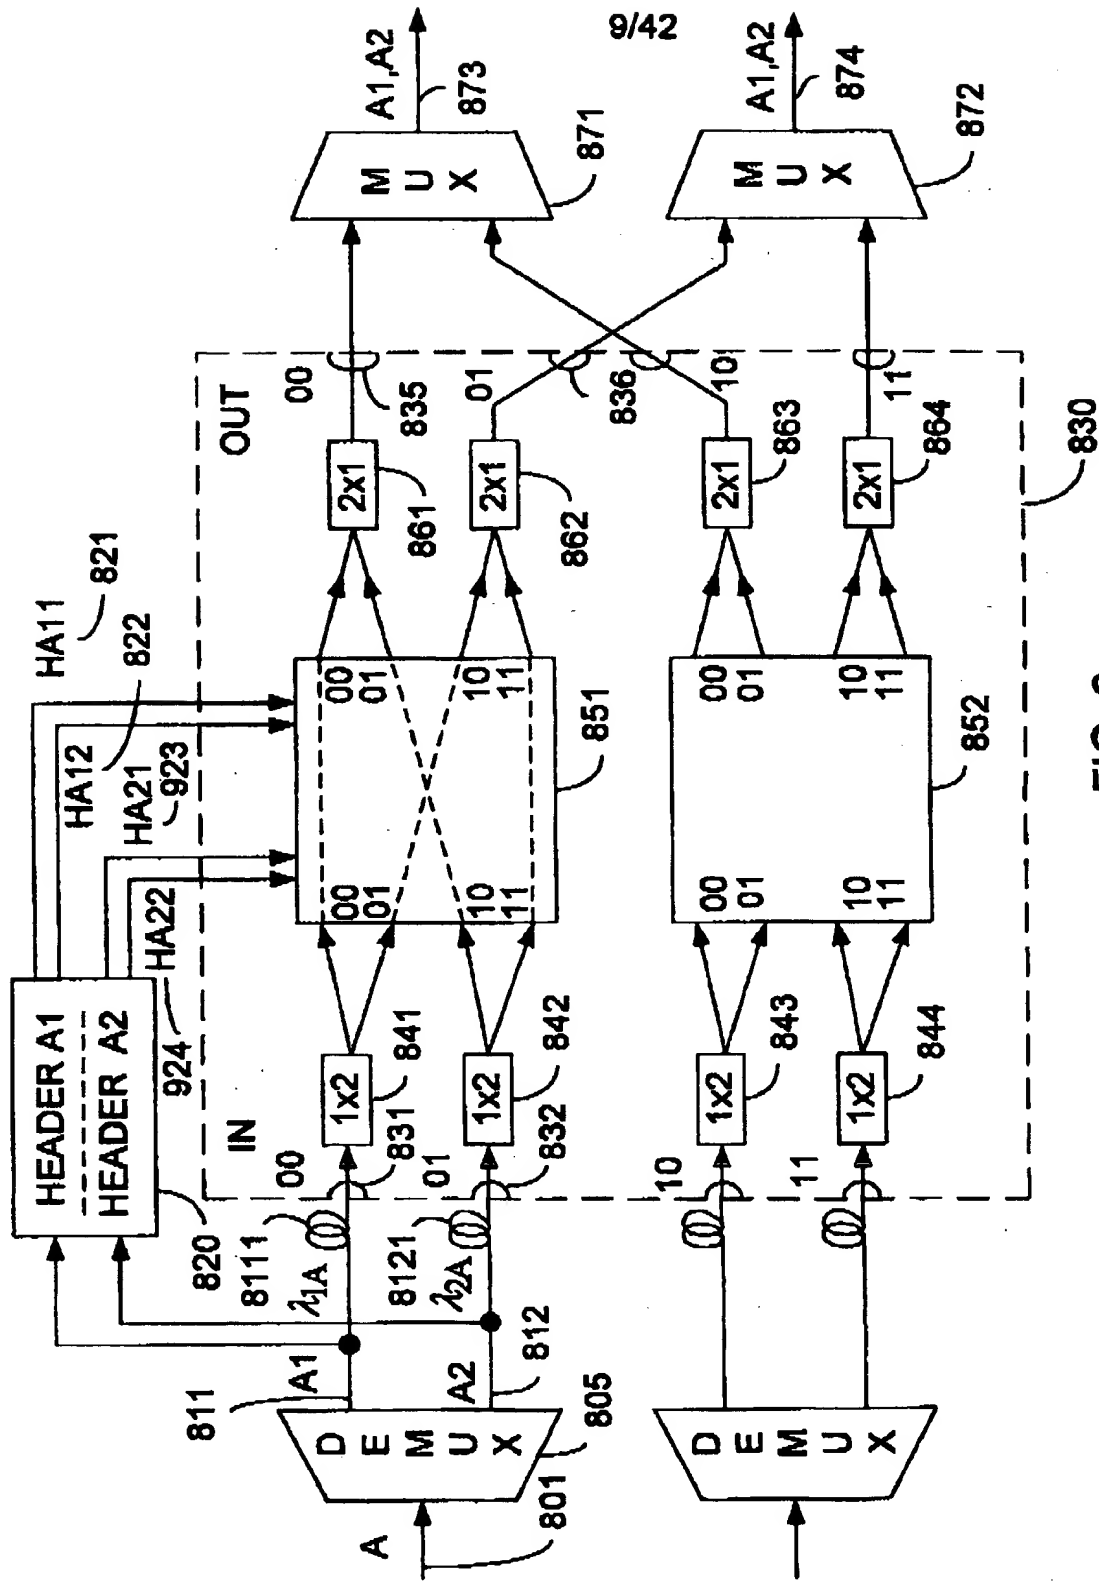 9/42
A1,A2
873
A1,A2
874
M
U
X
871
M
U
X
872
OUT
00
01
10
11
835
836
2x1
861
2x1
862
2x1
863
2x1
864
830
HA11
821
HA12
822
HA21
923
HA22
924
00
01
10
11
00
01
10
11
851
00
01
10
11
00
01
10
11
852
HEADER A1
HEADER A2
820
IN
1x2
841
1x2
842
1x2
843
1x2
844
00
831
01
832
10
11
8111
λ1A
8121
λ2A
811
A1
A2
812
D
E
M
U
X
805
D
E
M
U
X
A
801